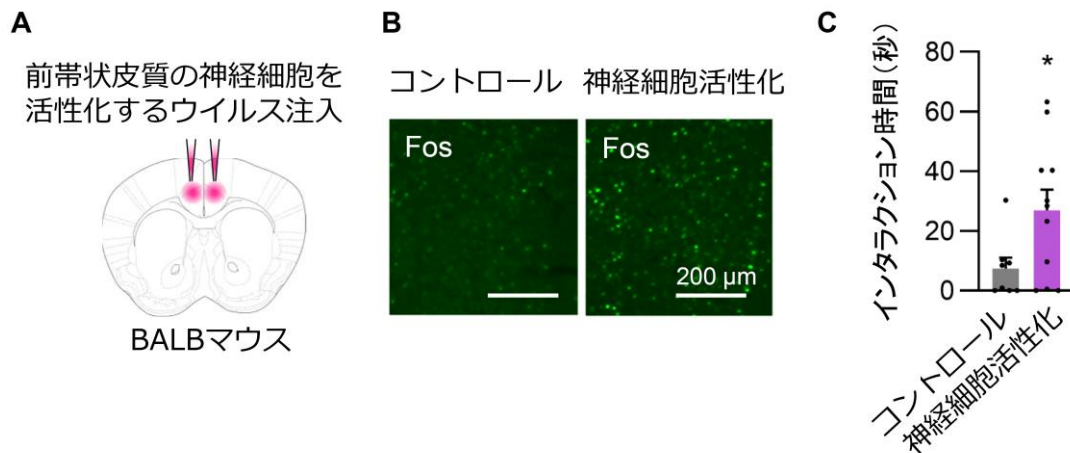 A
前帯状皮質の神経細胞を
活性化するウイルス注入
BALBマウス
B
コントロール 神経細胞活性化
Fos
Fos
200 µm
C
インタラクション時間(秒)
80
60
40
20
0
*
コントロール
神経細胞活性化